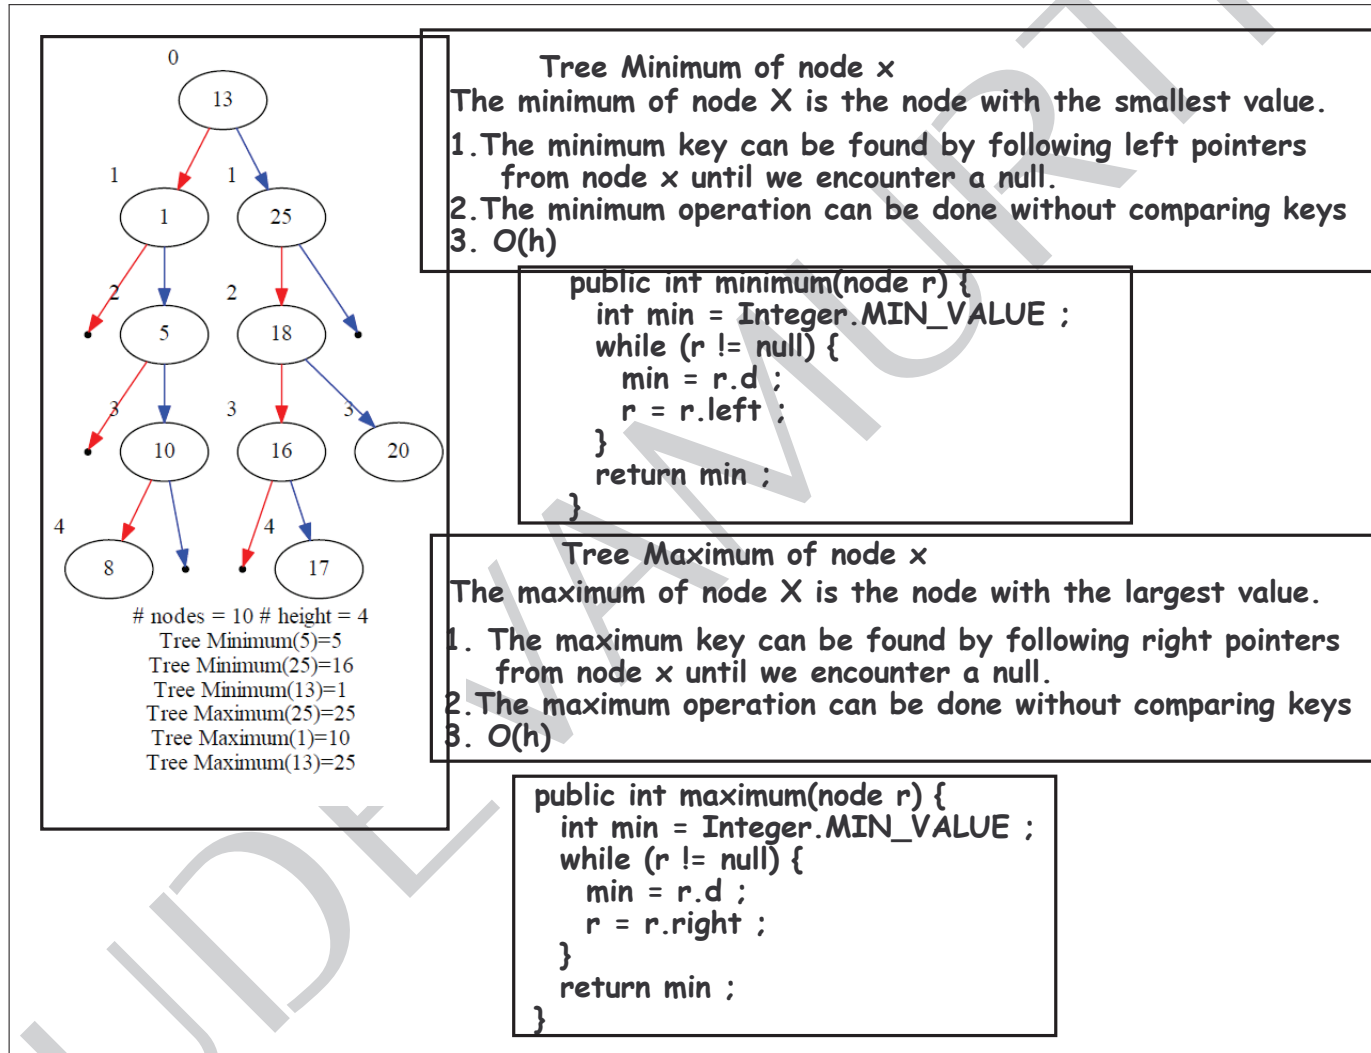 0
13
1
1
1
25
2
5
2
18
3
10
3
16
3
20
4
8
4
17
# nodes = 10 # height = 4
Tree Minimum(5)=5
Tree Minimum(25)=16
Tree Minimum(13)=1
Tree Maximum(25)=25
Tree Maximum(1)=10
Tree Maximum(13)=25
Tree Minimum of node x
The minimum of node X is the node with the smallest value.
1.The minimum key can be found by following left pointers
from node x until we encounter a null.
2.The minimum operation can be done without comparing keys
3. O(h)
public int minimum(node r) {
int min = Integer.MIN_VALUE ;
while (r != null) {
min = r.d ;
r = r.left ;
}
return min ;
}
Tree Maximum of node x
The maximum of node X is the node with the largest value.
1. The maximum key can be found by following right pointers
from node x until we encounter a null.
2.The maximum operation can be done without comparing keys
3. O(h)
public int maximum(node r) {
int min = Integer.MIN_VALUE ;
while (r != null) {
min = r.d ;
r = r.right ;
}
return min ;
}
UDEVAMURT